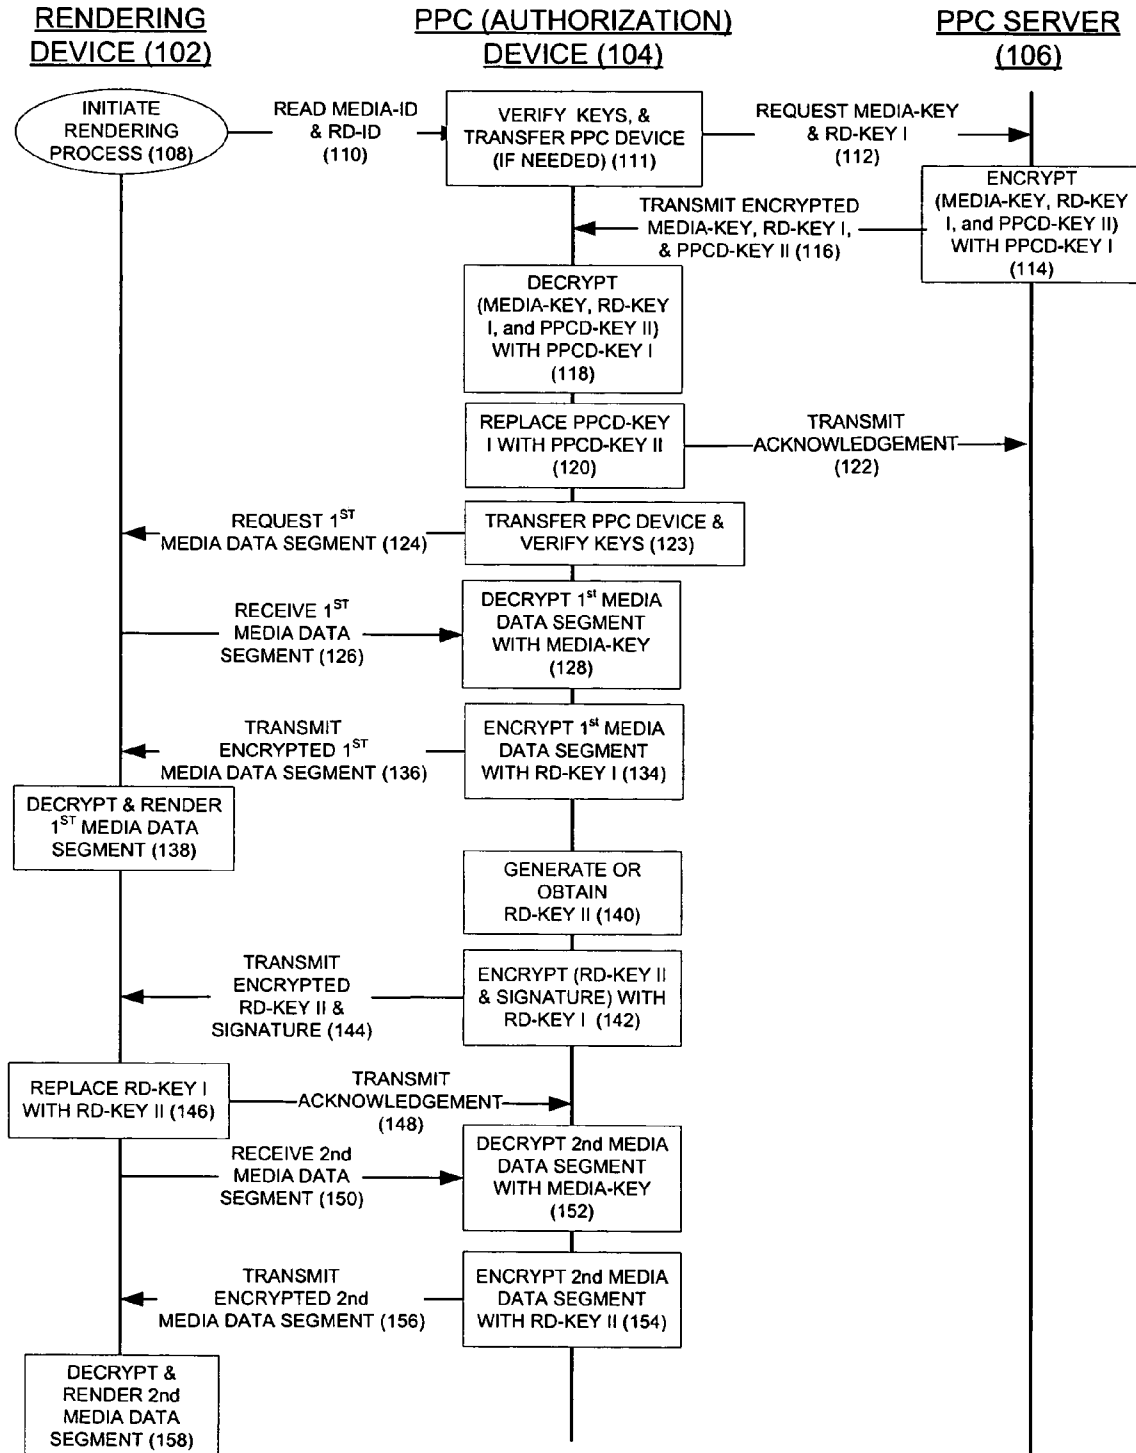 RENDERING
DEVICE (102)
PPC (AUTHORIZATION)
DEVICE (104)
PPC SERVER
(106)
INITIATE
RENDERING
PROCESS (108)
READ MEDIA-ID
& RD-ID
(110)
VERIFY KEYS, &
TRANSFER PPC DEVICE
(IF NEEDED) (111)
REQUEST MEDIA-KEY
& RD-KEY I
(112)
ENCRYPT
(MEDIA-KEY, RD-KEY
I, and PPCD-KEY II)
WITH PPCD-KEY I
(114)
TRANSMIT ENCRYPTED
MEDIA-KEY, RD-KEY I,
& PPCD-KEY II (116)
DECRYPT
(MEDIA-KEY, RD-KEY
I, and PPCD-KEY II)
WITH PPCD-KEY I
(118)
REPLACE PPCD-KEY
I WITH PPCD-KEY II
(120)
TRANSMIT
ACKNOWLEDGEMENT
(122)
TRANSFER PPC DEVICE &
VERIFY KEYS (123)
REQUEST 1ST
MEDIA DATA SEGMENT (124)
RECEIVE 1ST
MEDIA DATA
SEGMENT (126)
DECRYPT 1st MEDIA
DATA SEGMENT
WITH MEDIA-KEY
(128)
ENCRYPT 1st MEDIA
DATA SEGMENT
WITH RD-KEY I (134)
TRANSMIT
ENCRYPTED 1ST
MEDIA DATA SEGMENT (136)
DECRYPT & RENDER
1ST MEDIA DATA
SEGMENT (138)
GENERATE OR
OBTAIN
RD-KEY II (140)
ENCRYPT (RD-KEY II
& SIGNATURE) WITH
RD-KEY I (142)
TRANSMIT
ENCRYPTED
RD-KEY II &
SIGNATURE (144)
REPLACE RD-KEY I
WITH RD-KEY II (146)
TRANSMIT
ACKNOWLEDGEMENT
(148)
RECEIVE 2nd
MEDIA DATA
SEGMENT (150)
DECRYPT 2nd MEDIA
DATA SEGMENT
WITH MEDIA-KEY
(152)
ENCRYPT 2nd MEDIA
DATA SEGMENT
WITH RD-KEY II (154)
TRANSMIT
ENCRYPTED 2nd
MEDIA DATA SEGMENT (156)
DECRYPT &
RENDER 2nd
MEDIA DATA
SEGMENT (158)